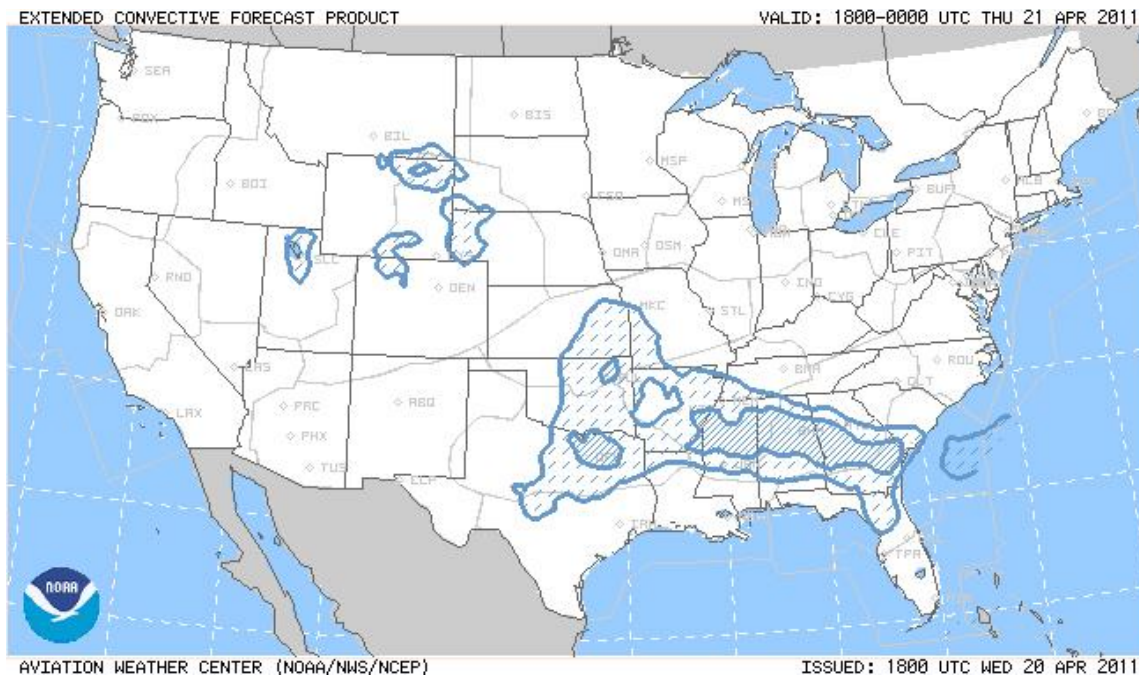 EXTENDED CONVECTIVE FORECAST PRODUCT
VALID: 1800-0000 UTC THU 21 APR 2011
SEA
BIL
BIS
MSP
BOI
BUF
OMA
DSM
CLE
PIT
SLC
RNO
DEN
IND
CVG
OAK
MKC
STL
LAS
BNA
RDU
CLT
LAX
PRC
ABQ
PHX
TUS
ELP
TPA
NOAA
AVIATION WEATHER CENTER (NOAA/NWS/NCEP)
ISSUED: 1800 UTC WED 20 APR 2011